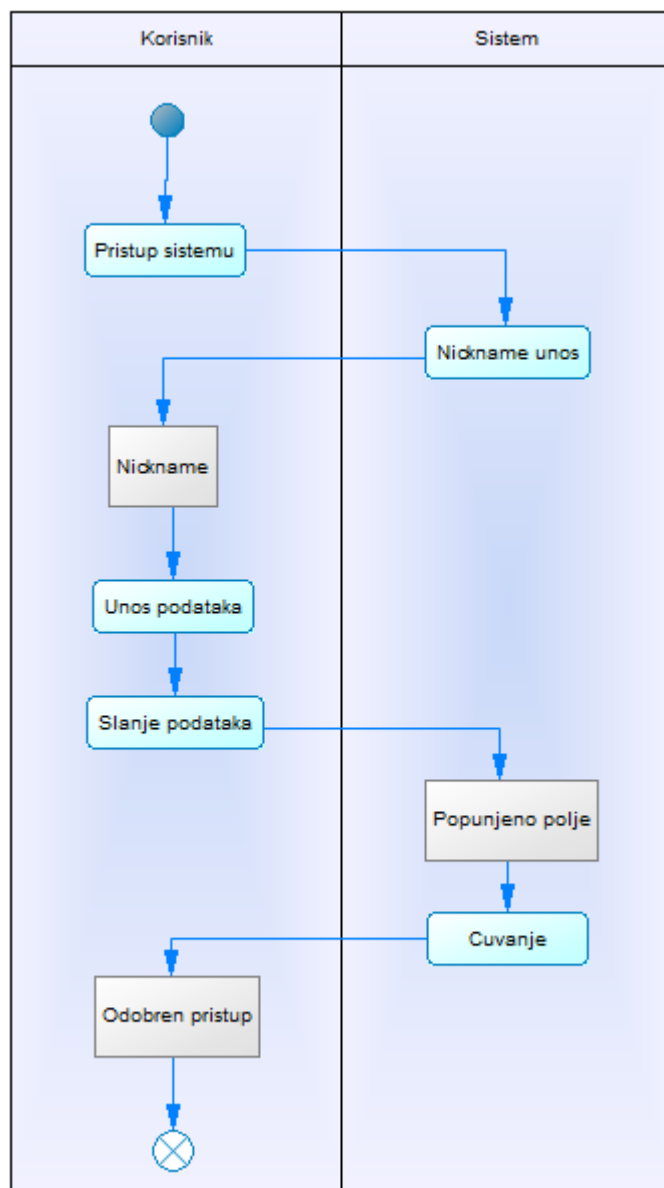 Korisnik
Sistem
Pristup sistemu
Nickname unos
Nickname
Unos podataka
Slanje podataka
Popunjeno polje
Cuvanje
Odobren pristup